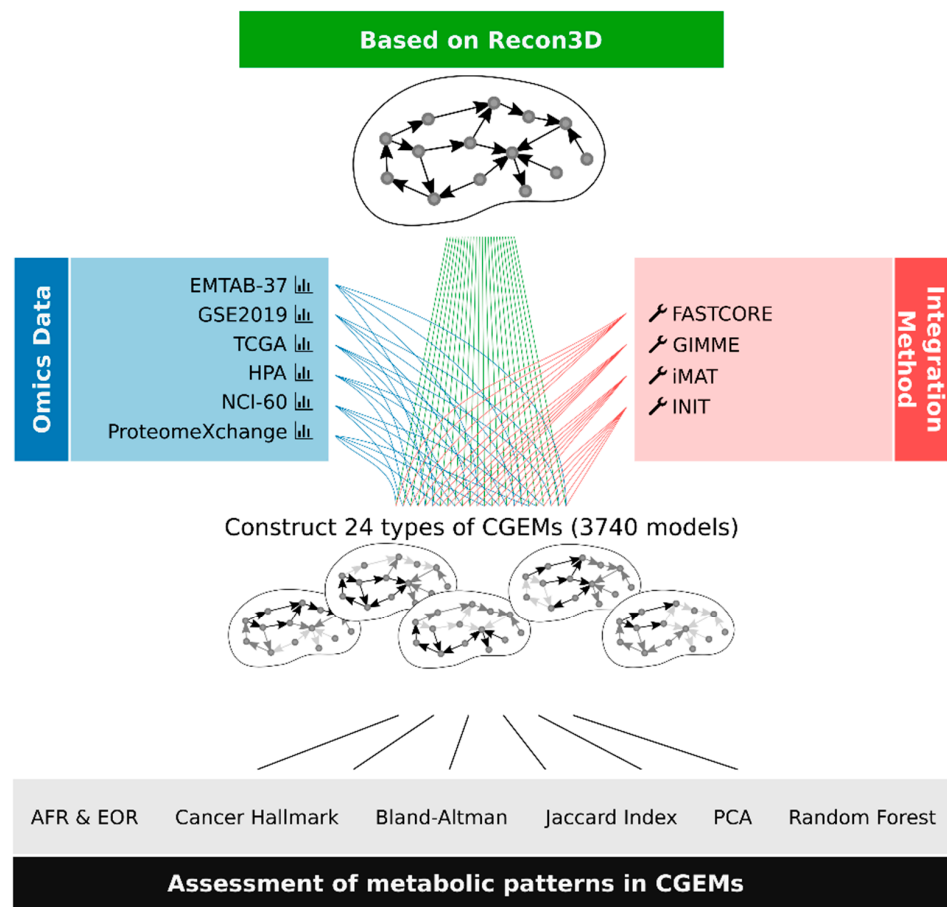 Based on Recon3D
Omics Data
EMTAB-37
GSE2019
TCGA
HPA
NCI-60
ProteomeXchange
FASTCORE
GIMME
iMAT
INIT
Integration
Method
Construct 24 types of CGEMs (3740 models)
AFR & EOR Cancer Hallmark Bland-Altman Jaccard Index PCA Random Forest
Assessment of metabolic patterns in CGEMs